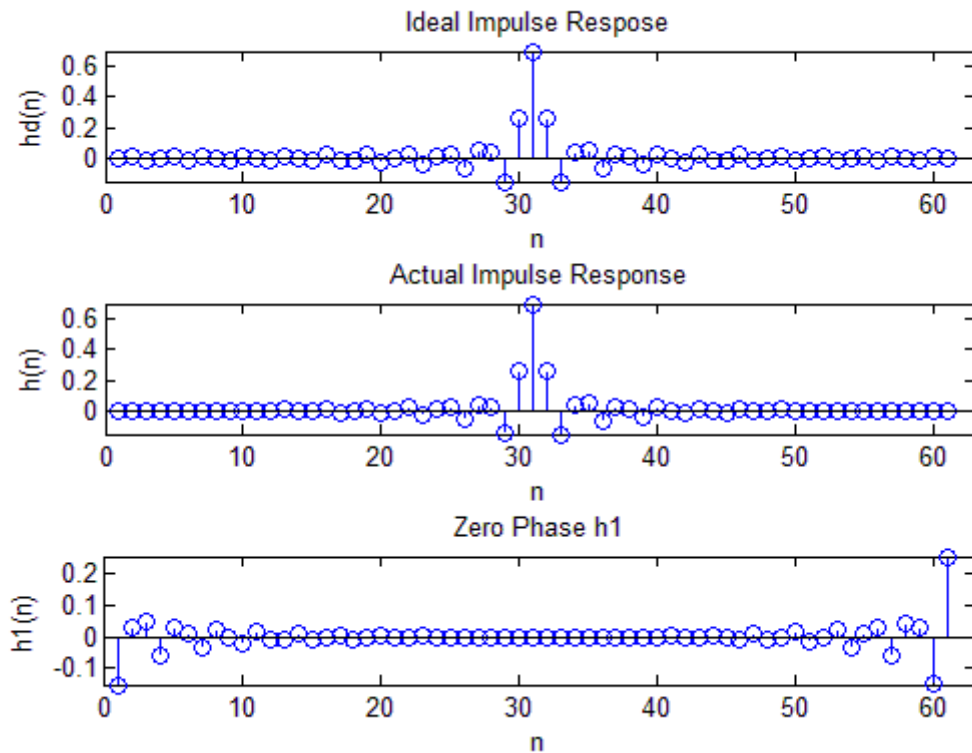 Ideal Impulse Respose
hd(n)
0.6
0.4
0.2
0
0 10 20 30 40 50 60
n
Actual Impulse Response
h(n)
0.6
0.4
0.2
0
0 10 20 30 40 50 60
n
Zero Phase h1
h1(n)
0.2
0.1
0
-0.1
0 10 20 30 40 50 60
n